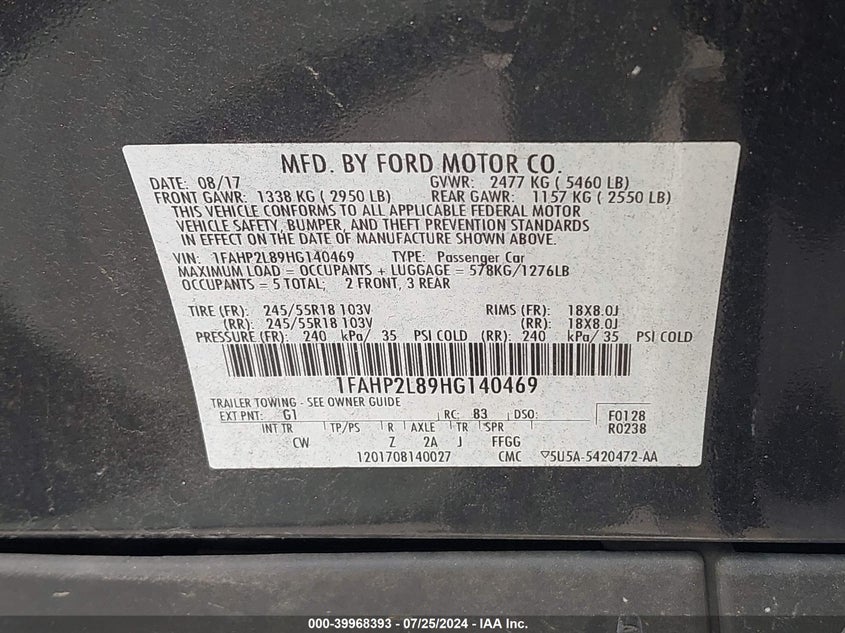 MFD. BY FORD MOTOR CO.
DATE: 08/17 GVWR: 2477 KG ( 5460 LB)
FRONT GAWR: 1338 KG ( 2950 LB) REAR GAWR: 1157 KG ( 2550 LB)
THIS VEHICLE CONFORMS TO ALL APPLICABLE FEDERAL MOTOR
VEHICLE SAFETY, BUMPER, AND THEFT PREVENTION STANDARDS
IN EFFECT ON THE DATE OF MANUFACTURE SHOWN ABOVE.
VIN: 1FAHP2L89HG140469 TYPE: Passenger Car
MAXIMUM LOAD = OCCUPANTS + LUGGAGE = 578KG/1276LB
OCCUPANTS = 5 TOTAL; 2 FRONT, 3 REAR
TIRE (FR): 245/55R18 103V RIMS (FR): 18X8.0J
(RR): 245/55R18 103V (RR): 18X8.0J
PRESSURE (FR): 240 kPa/ 35 PSI COLD (RR): 240 kPa/ 35 PSI COLD
1FAHP2L89HG140469
TRAILER TOWING - SEE OWNER GUIDE
EXT PNT: G1 RC: 83 DSO: F0128
INT TR TP/PS R AXLE TR SPR R0238
CW Z 2A J FFGG
1201708140027 CMC ▽5U5A-5420472-AA
000-39968393 - 07/25/2024 - IAA Inc.